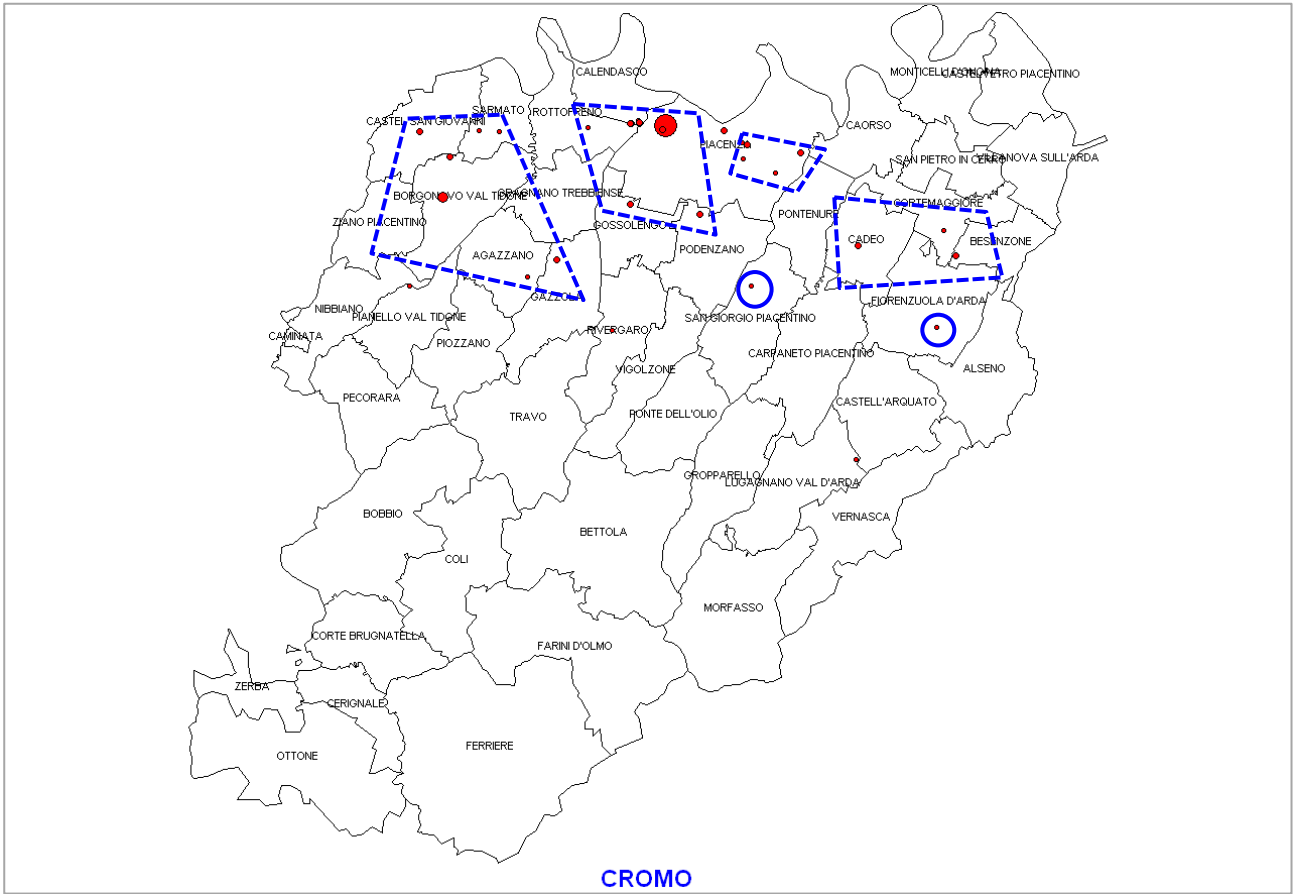 CALENDASCO
MONTICELLI D'ONGINA
CASTELVETRO PIACENTINO
SARMATO
ROTTOFRENO
CASTEL SAN GIOVANNI
CAORSO
PIACENZA
SAN PIETRO IN CERRO
VILLANOVA SULL'ARDA
BORGONOVO VAL TIDONE
GRAGNANO TREBBIENSE
CORTEMAGGIORE
ZIANO PIACENTINO
PONTENURE
GOSSOLENGO
CADEO
BESENZONE
PODENZANO
AGAZZANO
GAZZOLA
FIORENZUOLA D'ARDA
NIBBIANO
PIANELLO VAL TIDONE
SAN GIORGIO PIACENTINO
CAMINATA
RIVERGARO
PIOZZANO
CARPANETO PIACENTINO
VIGOLZONE
ALSENO
PECORARA
CASTELL'ARQUATO
TRAVO
PONTE DELL'OLIO
GROPPARELLO
LUGAGNANO VAL D'ARDA
BOBBIO
VERNASCA
BETTOLA
COLI
MORFASSO
CORTE BRUGNATELLA
FARINI D'OLMO
ZERBA
CERIGNALE
FERRIERE
OTTONE
CROMO